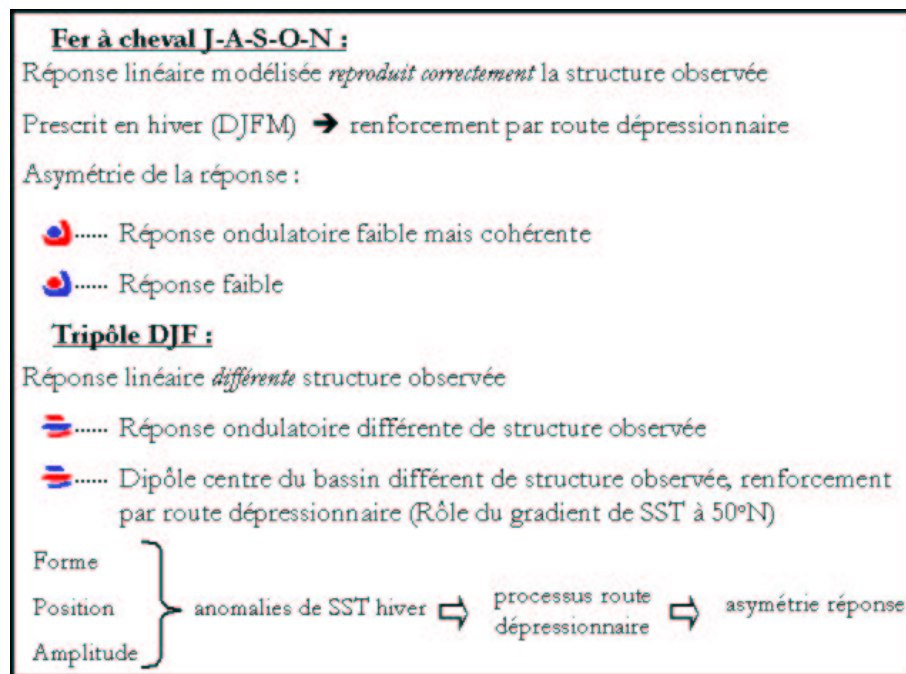 Fer à cheval J-A-S-O-N :
Réponse linéaire modélisée reproduit correctement la structure observée
Prescrit en hiver (DJFM) ➔ renforcement par route dépressionnaire
Asymétrie de la réponse :
...... Réponse ondulatoire faible mais cohérente
...... Réponse faible
Tripôle DJF :
Réponse linéaire différente structure observée
...... Réponse ondulatoire différente de structure observée
...... Dipôle centre du bassin différent de structure observée, renforcement
par route dépressionnaire (Rôle du gradient de SST à 50°N)
Forme
Position
Amplitude
anomalies de SST hiver ⇨ processus route
dépressionnaire ⇨ asymétrie réponse